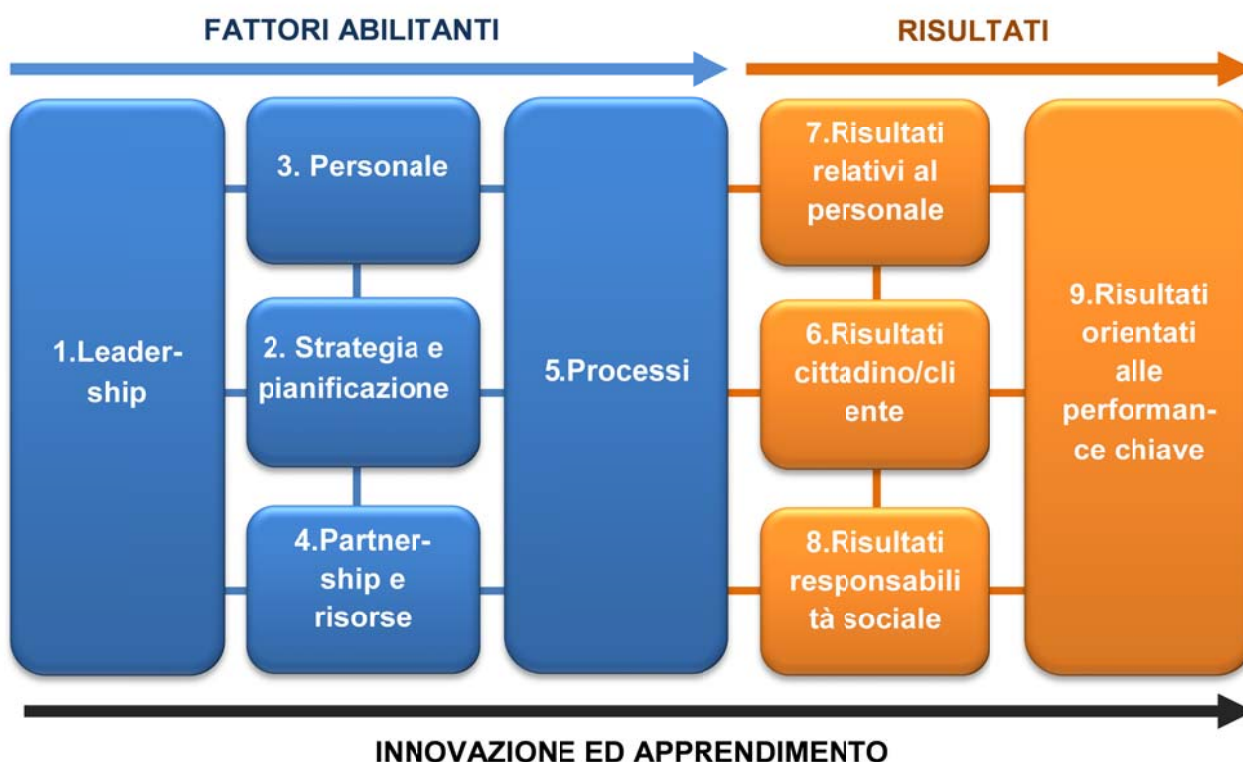 FATTORI ABILITANTI
RISULTATI
1.Leader-
ship
3. Personale
2. Strategia e
pianificazione
4.Partner-
ship e
risorse
5.Processi
7.Risultati
relativi al
personale
6.Risultati
cittadino/cli
ente
8.Risultati
responsabili
tà sociale
9.Risultati
orientati
alle
performan-
ce chiave
INNOVAZIONE ED APPRENDIMENTO